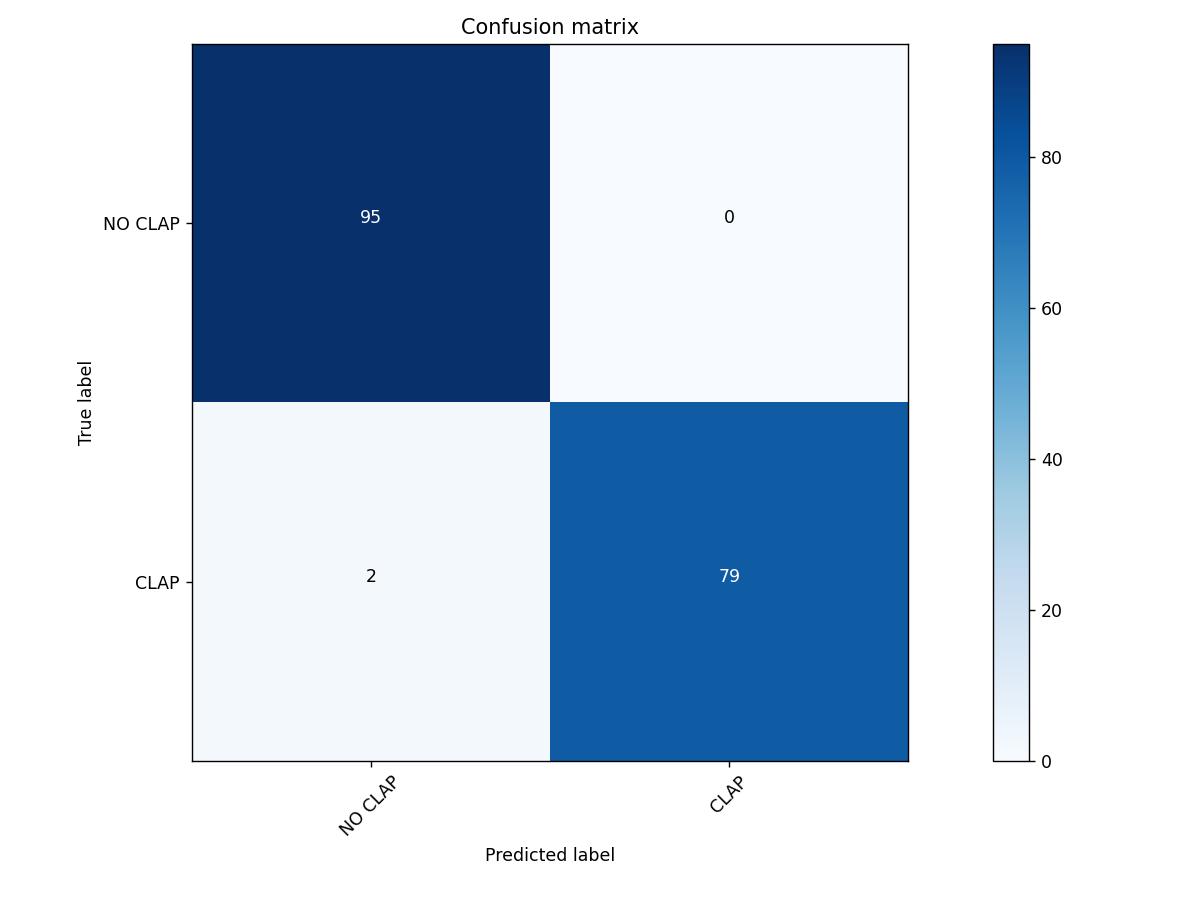 Confusion matrix
NO CLAP
95
0
CLAP
2
79
True label
NO CLAP
CLAP
Predicted label
80
60
40
20
0